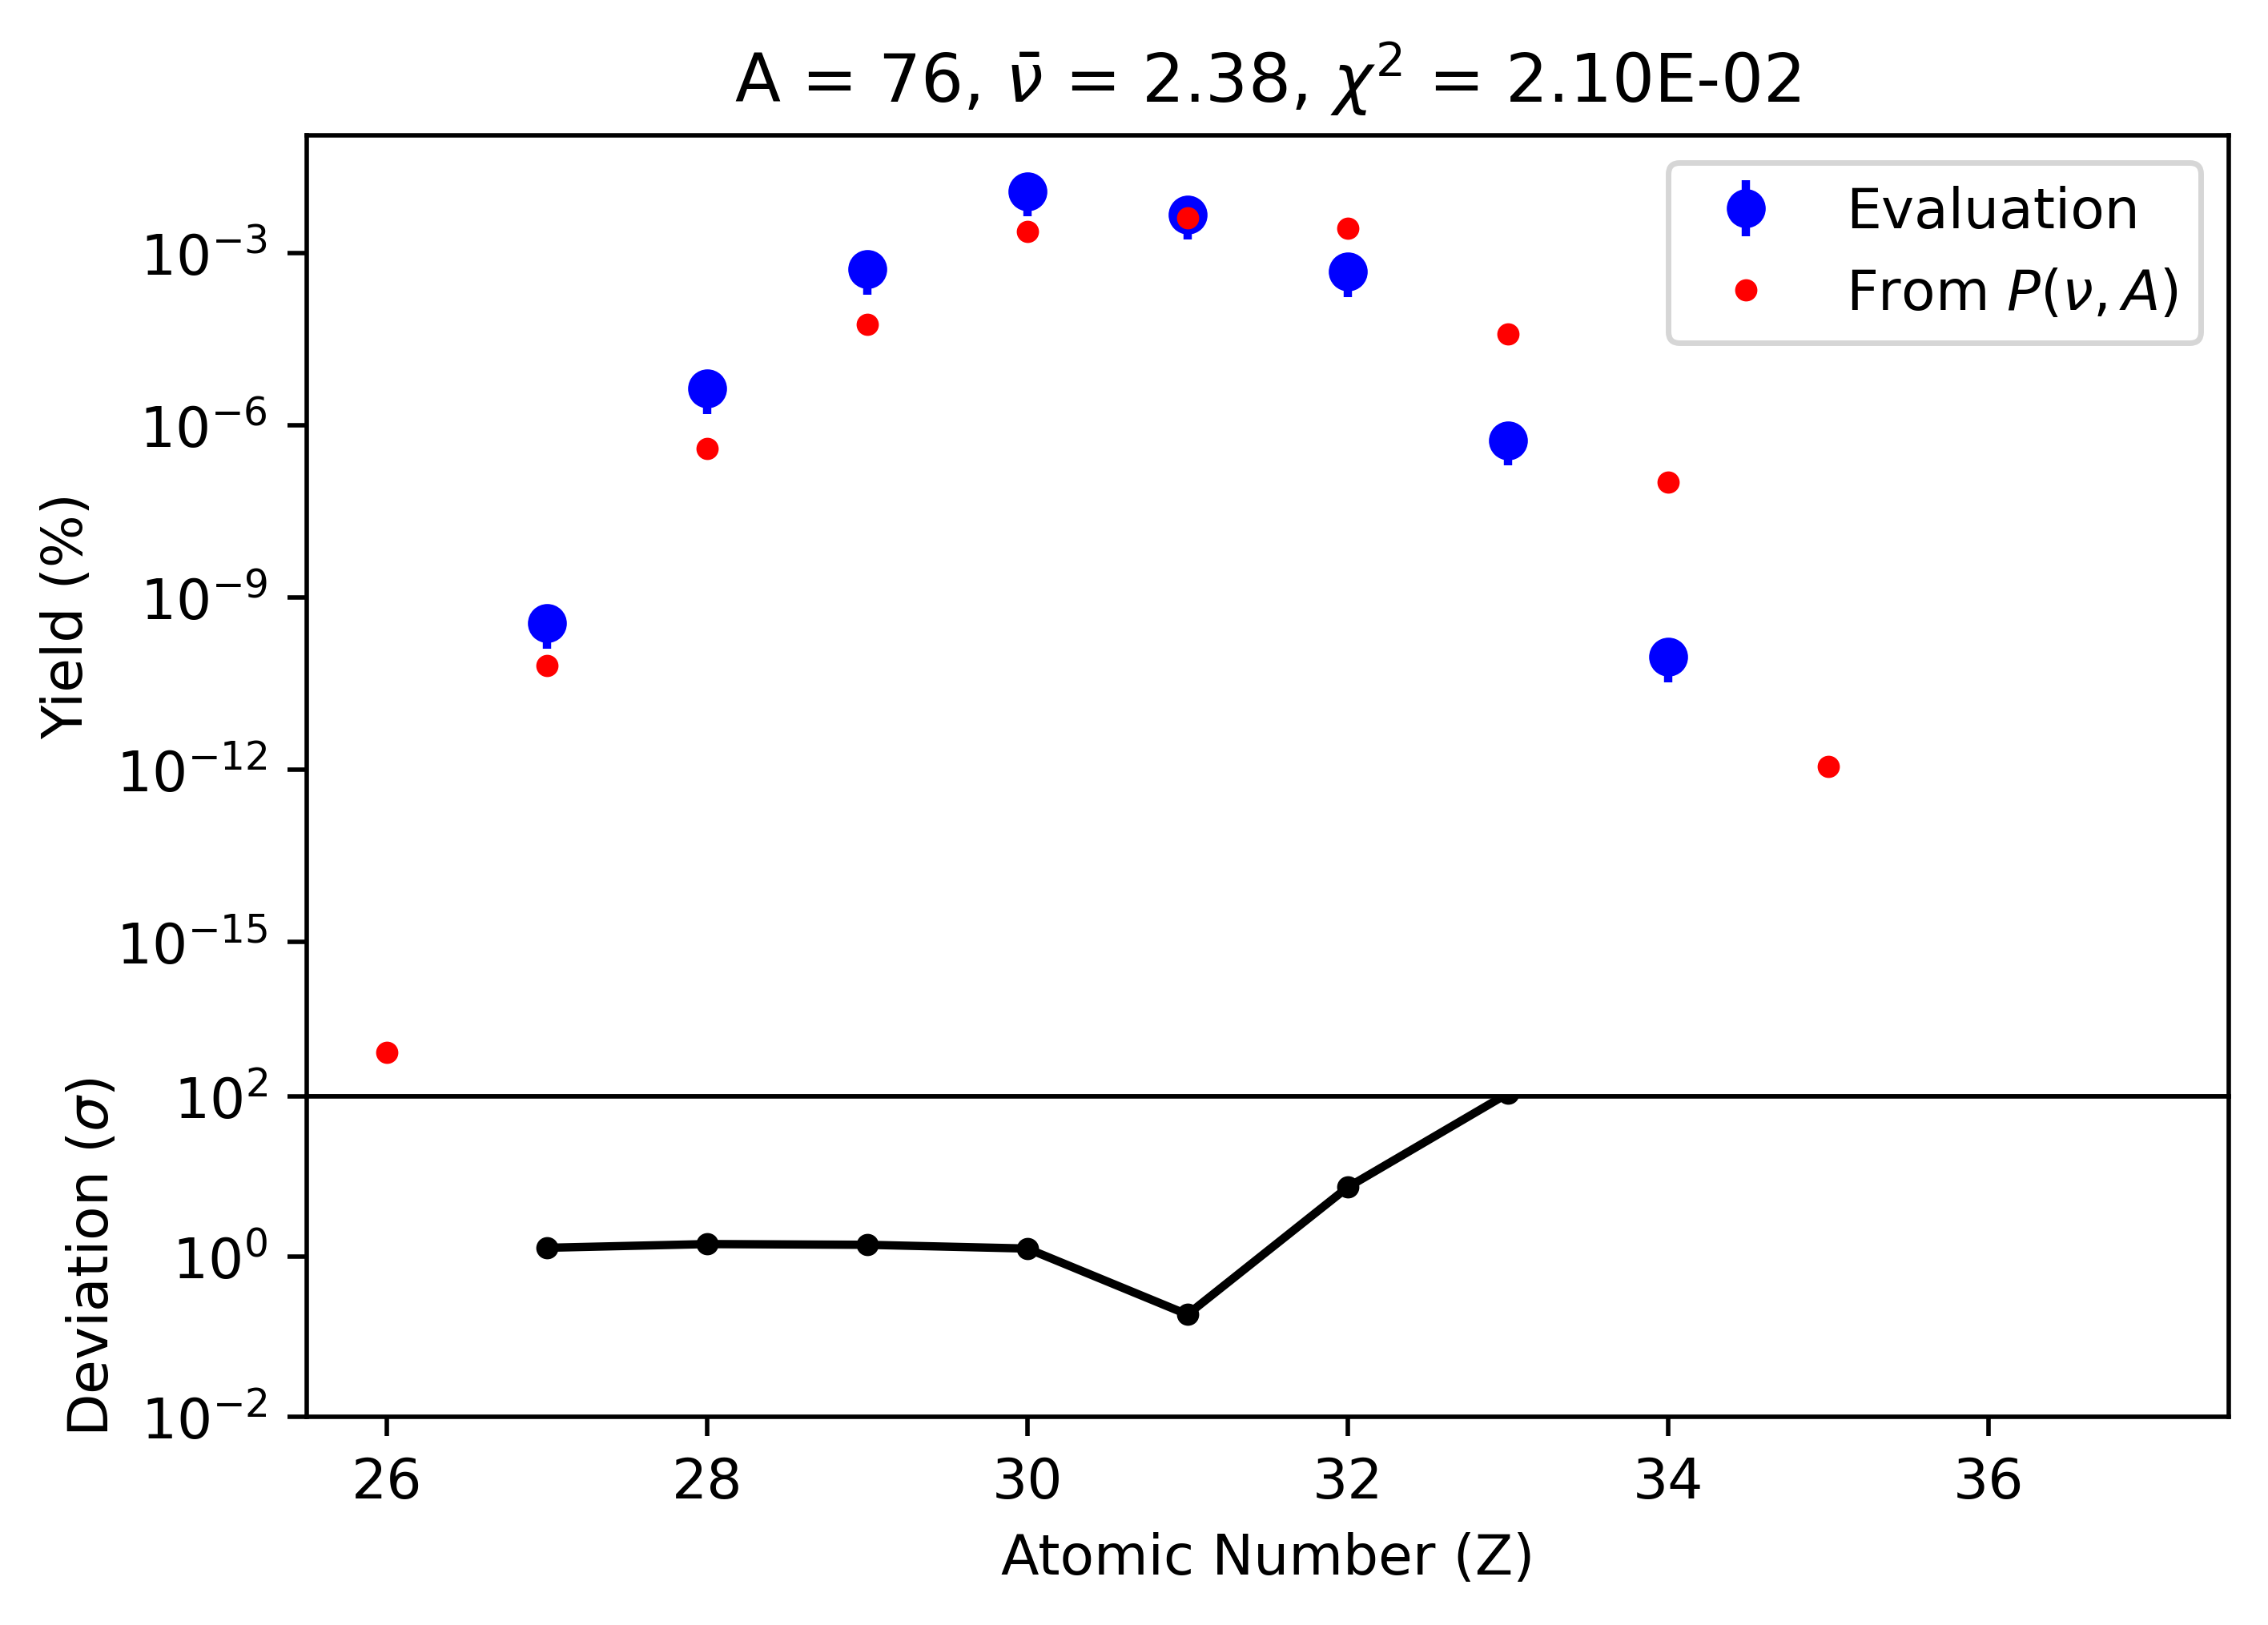 A = 76, ν̄ = 2.38, χ² = 2.10E-02
Evaluation
From P(ν, A)
Yield (%)
10⁻³
10⁻⁶
10⁻⁹
10⁻¹²
10⁻¹⁵
Deviation (σ)
10²
10⁰
10⁻²
26 28 30 32 34 36
Atomic Number (Z)